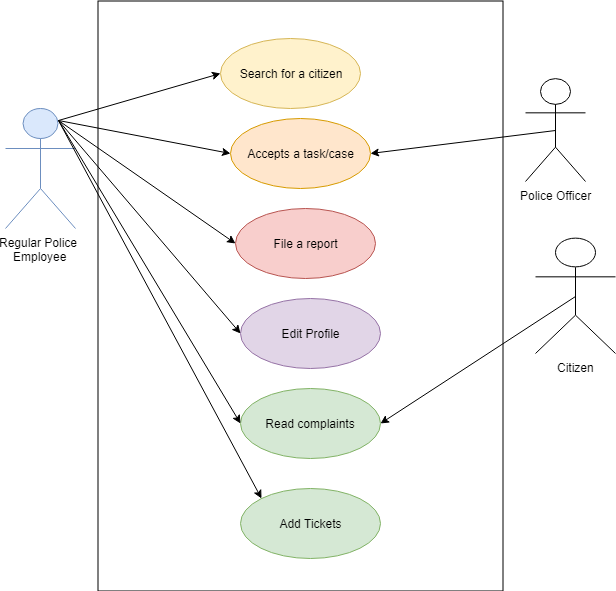 Search for a citizen
Accepts a task/case
Police Officer
File a report
Regular Police
Employee
Edit Profile
Citizen
Read complaints
Add Tickets